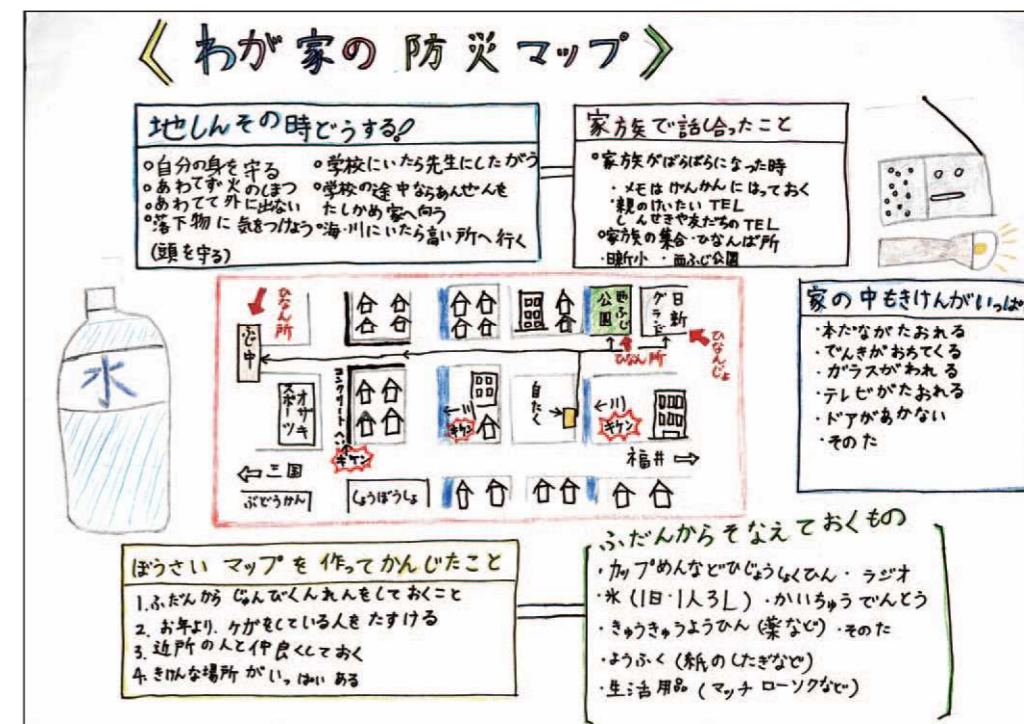 わが家の防災マップ
地しんその時どうする!
○自分の身を守る
○あわてず火のしまつ
○あわてて外に出ない
○落下物に気をつけよう
(頭を守る)
○学校にいたら先生にしたがう
○学校の途中ならあんぜんを
たしかめ家へ向う
○海・川にいたら高い所へ行く
家族で話し合ったこと
○家族がばらばらになった時
・メモはげんかんにはっておく
・親のけいたいTEL
しんせきや友だちのTEL
○家族の集合・ひなんば所
・日新小 ・西ふじ公園
ひなん所
西ふじ
公園
日新
グランド
ひなん所
ひなんじょ
オサキ
スポーツ
コンクリートヘイ
キケン
←川
キケン
自たく
←川
キケン
福井⇨
⇦三国
ぶどうかん
しょうぼうしょ
水
家の中もきけんがいっぱい
・本だながたおれる
・でんきがおちてくる
・ガラスがわれる
・テレビがたおれる
・ドアがあかない
・そのた
ぼうさいマップを作ってかんじたこと
1.ふだんからじゅんびくんれんをしておくこと
2.お年より、ケガをしている人をたすける
3.近所の人と仲良くしておく
4.きけんな場所がいっぱいある
ふだんからそなえておくもの
・カップめんなどひじょうしょくひん・ラジオ
・水(1日・1人3L)・かいちゅうでんとう
・きゅうきゅうようひん(薬など)・そのた
・ようふく(紙のしたぎなど)
・生活用品(マッチローソクなど)